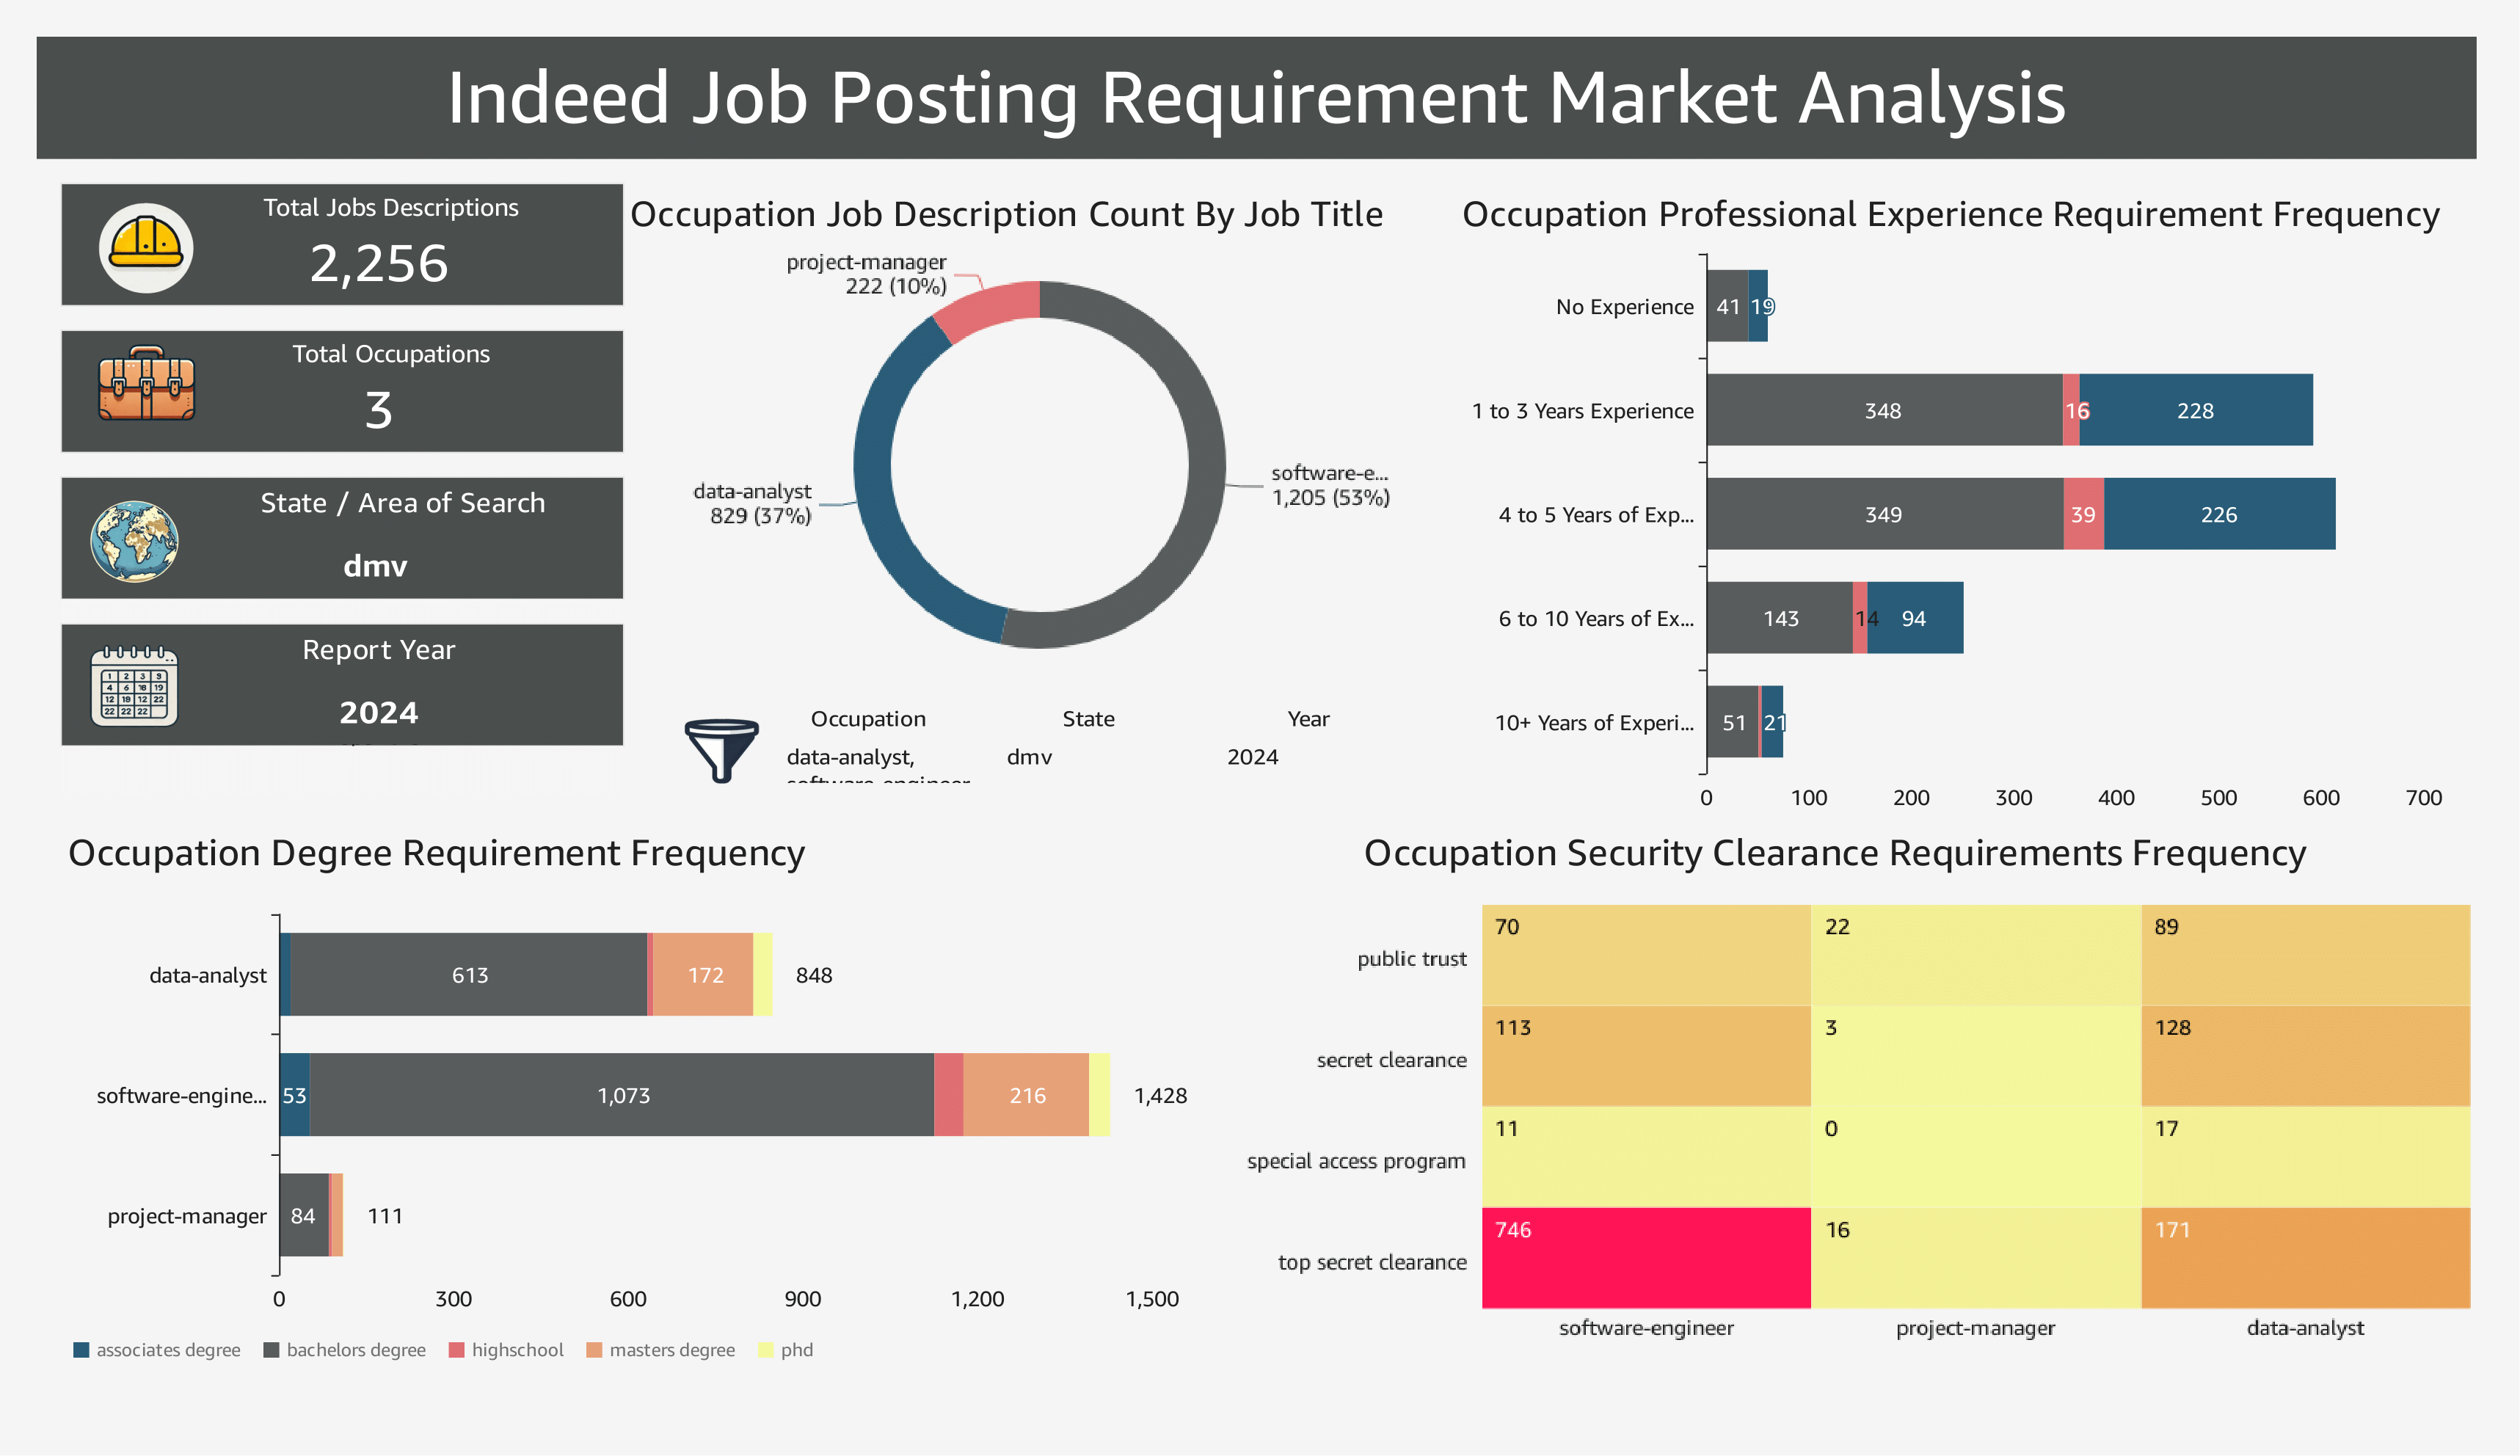 Indeed Job Posting Requirement Market Analysis
Total Jobs Descriptions
2,256
Total Occupations
3
State / Area of Search
dmv
Report Year
2024
Occupation Job Description Count By Job Title
project-manager
222 (10%)
data-analyst
829 (37%)
software-e...
1,205 (53%)
Occupation State Year
data-analyst, dmv 2024
software-engineer
Occupation Professional Experience Requirement Frequency
No Experience 41 19
1 to 3 Years Experience 348 16 228
4 to 5 Years of Exp... 349 39 226
6 to 10 Years of Ex... 143 14 94
10+ Years of Experi... 51 21
0 100 200 300 400 500 600 700
Occupation Degree Requirement Frequency
data-analyst 613 172 848
software-engine... 53 1,073 216 1,428
project-manager 84 111
0 300 600 900 1,200 1,500
associates degree bachelors degree highschool masters degree phd
Occupation Security Clearance Requirements Frequency
public trust 70 22 89
secret clearance 113 3 128
special access program 11 0 17
top secret clearance 746 16 171
software-engineer project-manager data-analyst